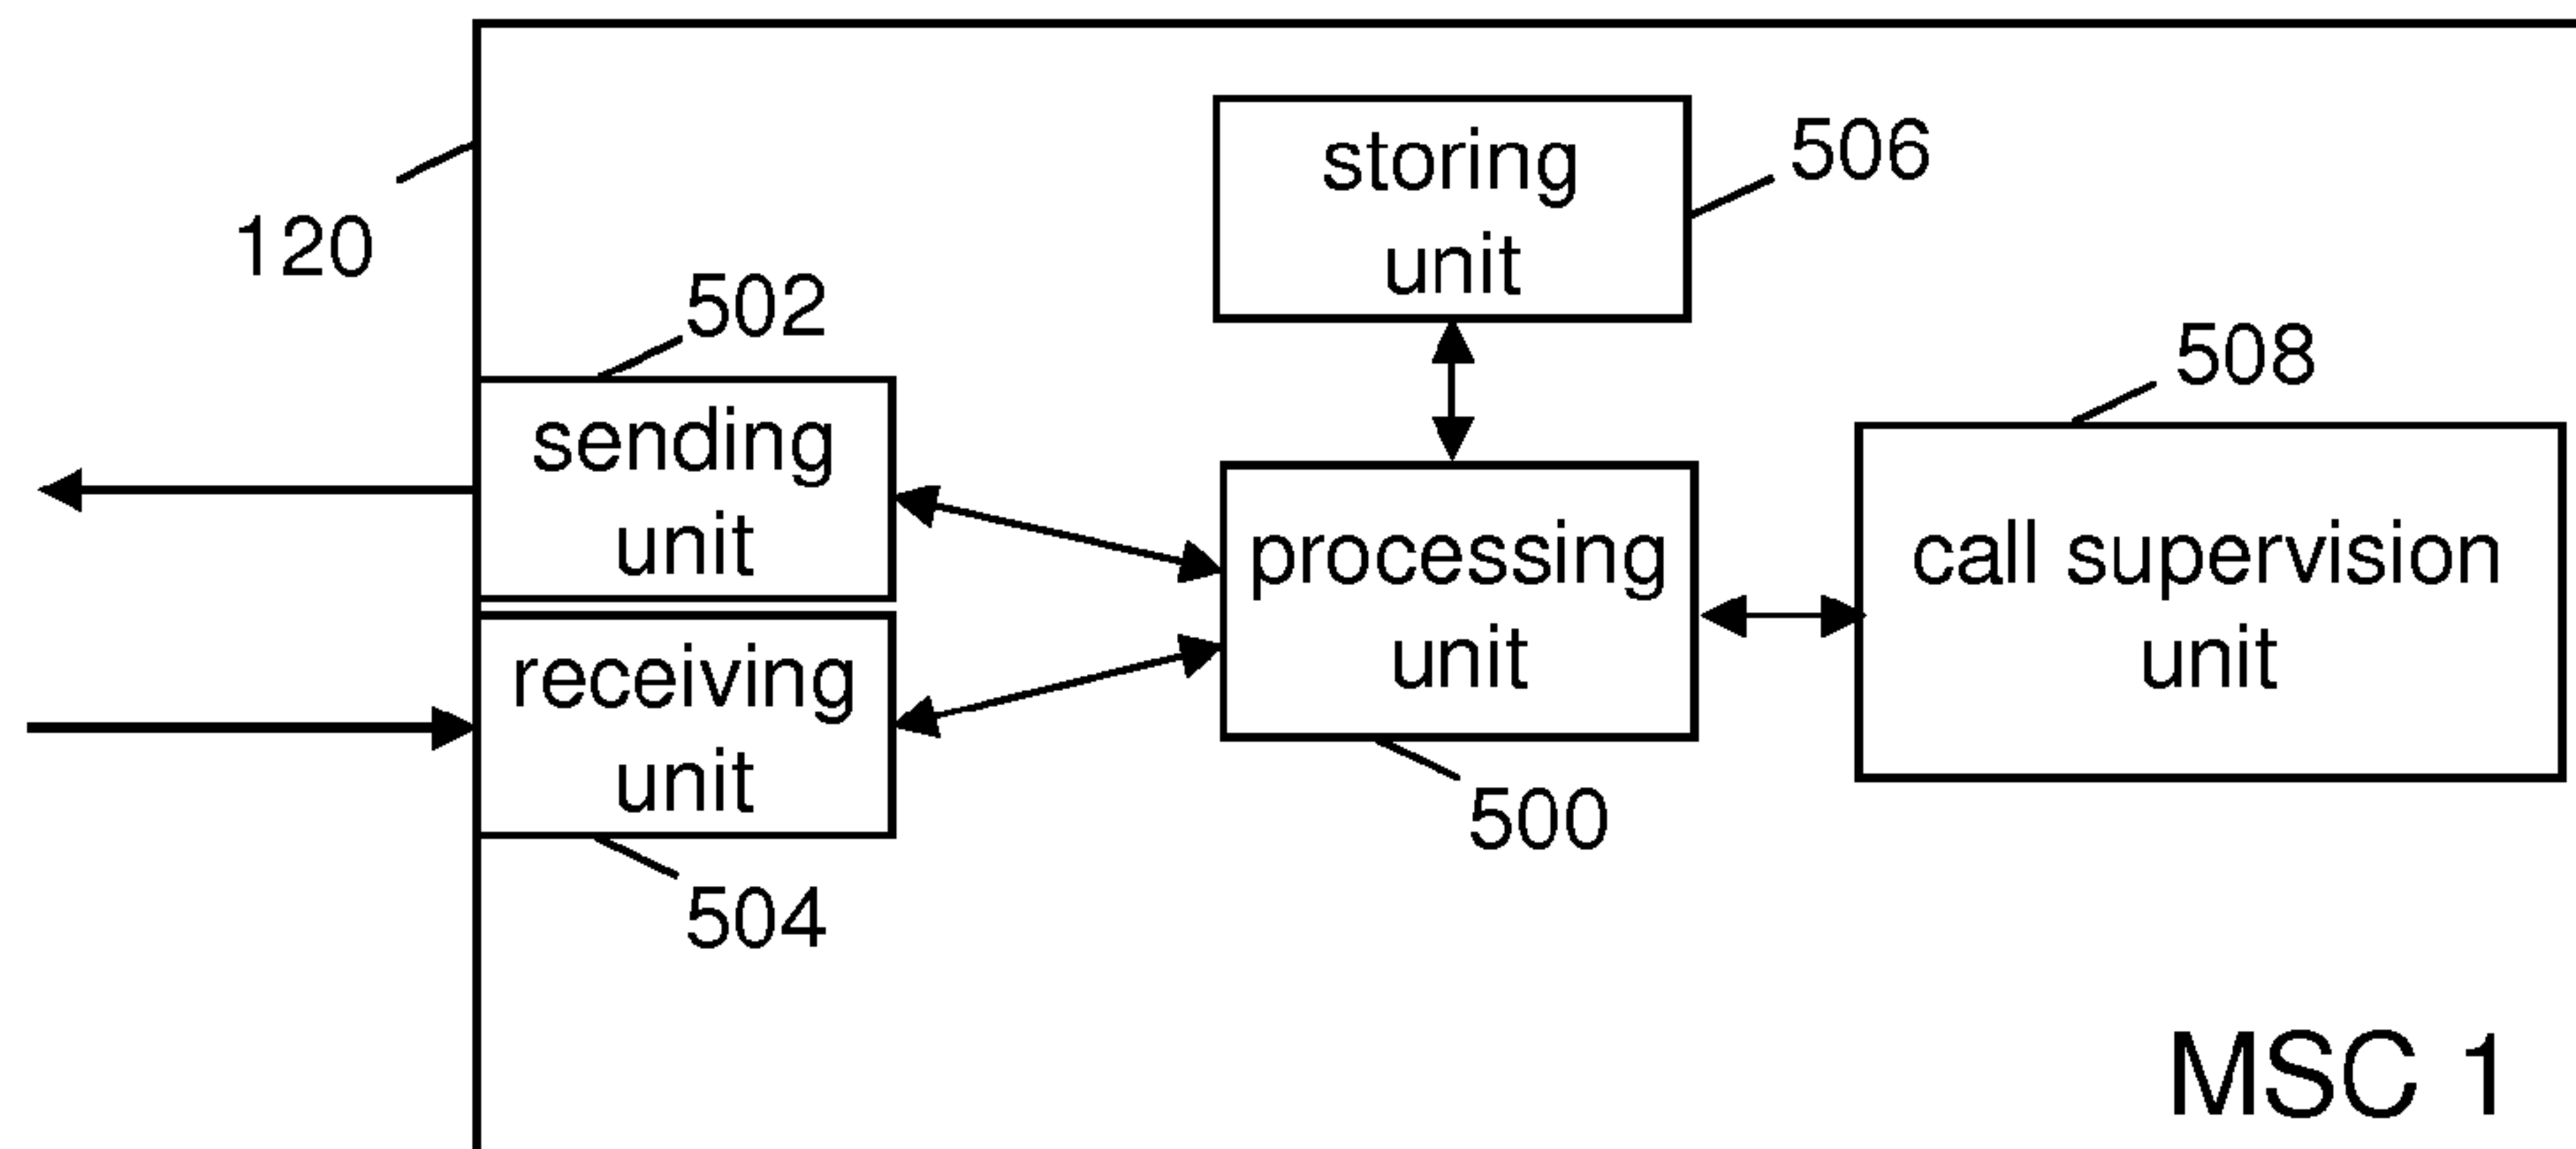 storing
unit
506
120
502
508
sending
unit
processing
unit
call supervision
unit
receiving
unit
500
504
MSC 1